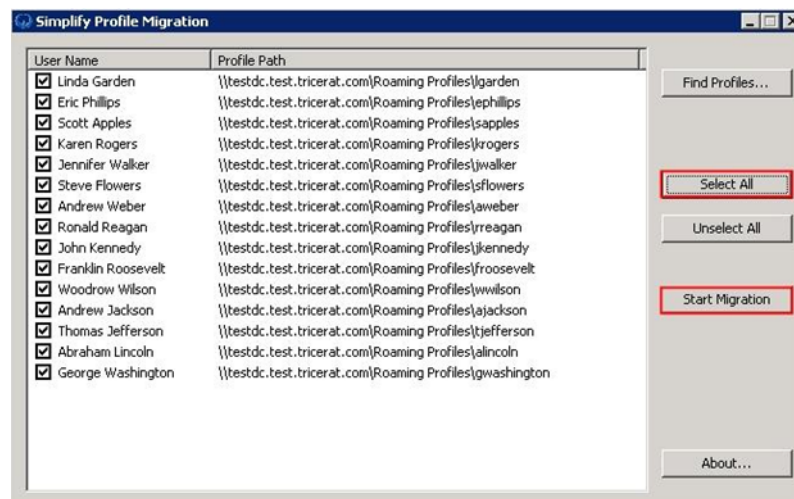 Simplify Profile Migration
User Name Profile Path
Linda Garden \\testdc.test.tricerat.com\Roaming Profiles\lgarden
Eric Phillips \\testdc.test.tricerat.com\Roaming Profiles\ephillips
Scott Apples \\testdc.test.tricerat.com\Roaming Profiles\sapples
Karen Rogers \\testdc.test.tricerat.com\Roaming Profiles\krogers
Jennifer Walker \\testdc.test.tricerat.com\Roaming Profiles\jwalker
Steve Flowers \\testdc.test.tricerat.com\Roaming Profiles\sflowers
Andrew Weber \\testdc.test.tricerat.com\Roaming Profiles\aweber
Ronald Reagan \\testdc.test.tricerat.com\Roaming Profiles\rreagan
John Kennedy \\testdc.test.tricerat.com\Roaming Profiles\jkennedy
Franklin Roosevelt \\testdc.test.tricerat.com\Roaming Profiles\froosevelt
Woodrow Wilson \\testdc.test.tricerat.com\Roaming Profiles\wwilson
Andrew Jackson \\testdc.test.tricerat.com\Roaming Profiles\ajackson
Thomas Jefferson \\testdc.test.tricerat.com\Roaming Profiles\tjefferson
Abraham Lincoln \\testdc.test.tricerat.com\Roaming Profiles\alincoln
George Washington \\testdc.test.tricerat.com\Roaming Profiles\gwashington
Find Profiles...
Select All
Unselect All
Start Migration
About...